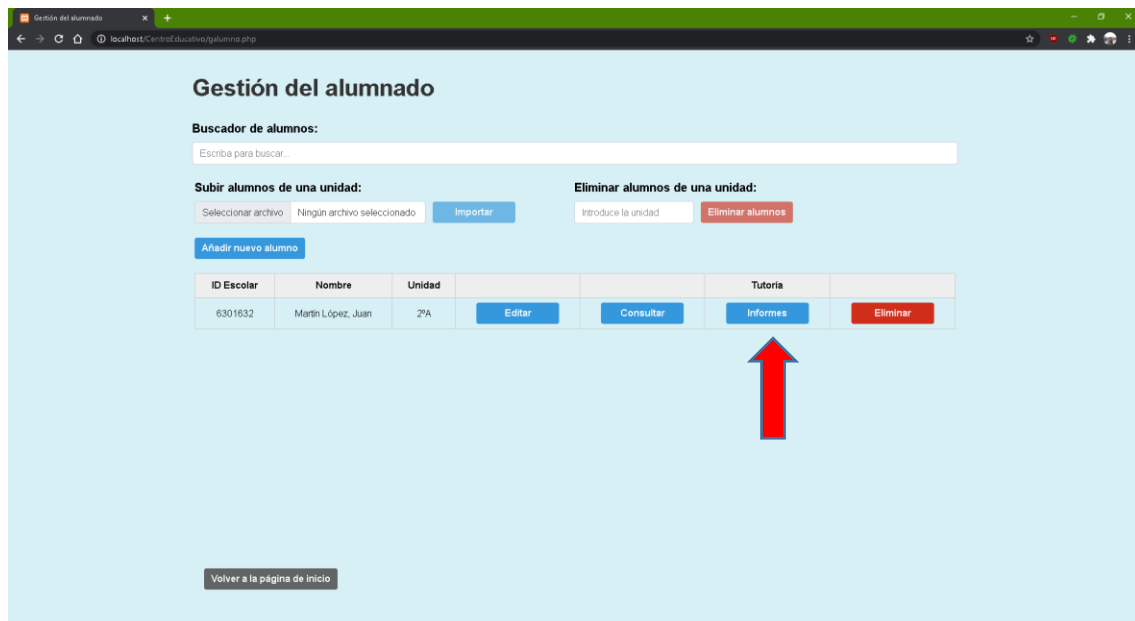 Gestión del alumnado
localhost/CentroEducativo/galumno.php
Gestión del alumnado
Buscador de alumnos:
Escriba para buscar...
Subir alumnos de una unidad: Eliminar alumnos de una unidad:
Seleccionar archivo Ningún archivo seleccionado Importar Introduce la unidad Eliminar alumnos
Añadir nuevo alumno
ID Escolar Nombre Unidad Tutoría
6301632 Martín López, Juan 2ºA Editar Consultar Informes Eliminar
Volver a la página de inicio